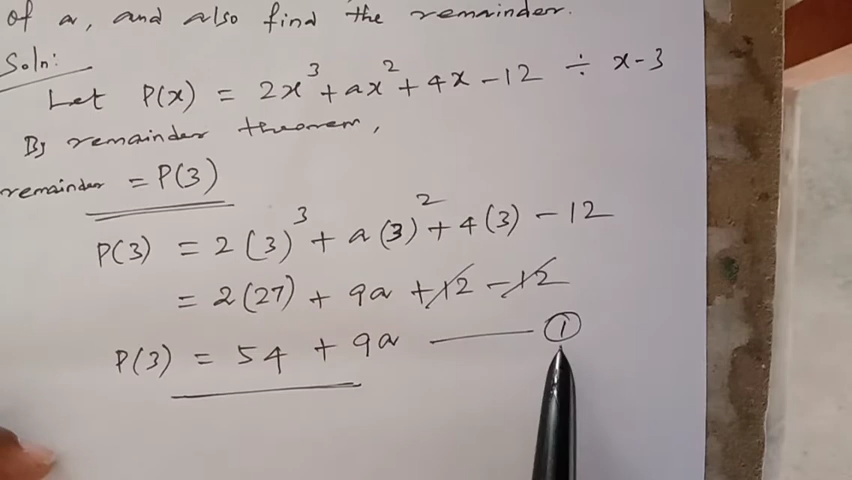 of a, and also find the remainder.
Soln:
Let P(x) = 2x³ + ax² + 4x - 12 ÷ x-3
By remainder theorem,
remainder = P(3)
P(3) = 2(3)³ + a(3)² + 4(3) - 12
= 2(27) + 9a + 12 - 12
P(3) = 54 + 9a —— ①